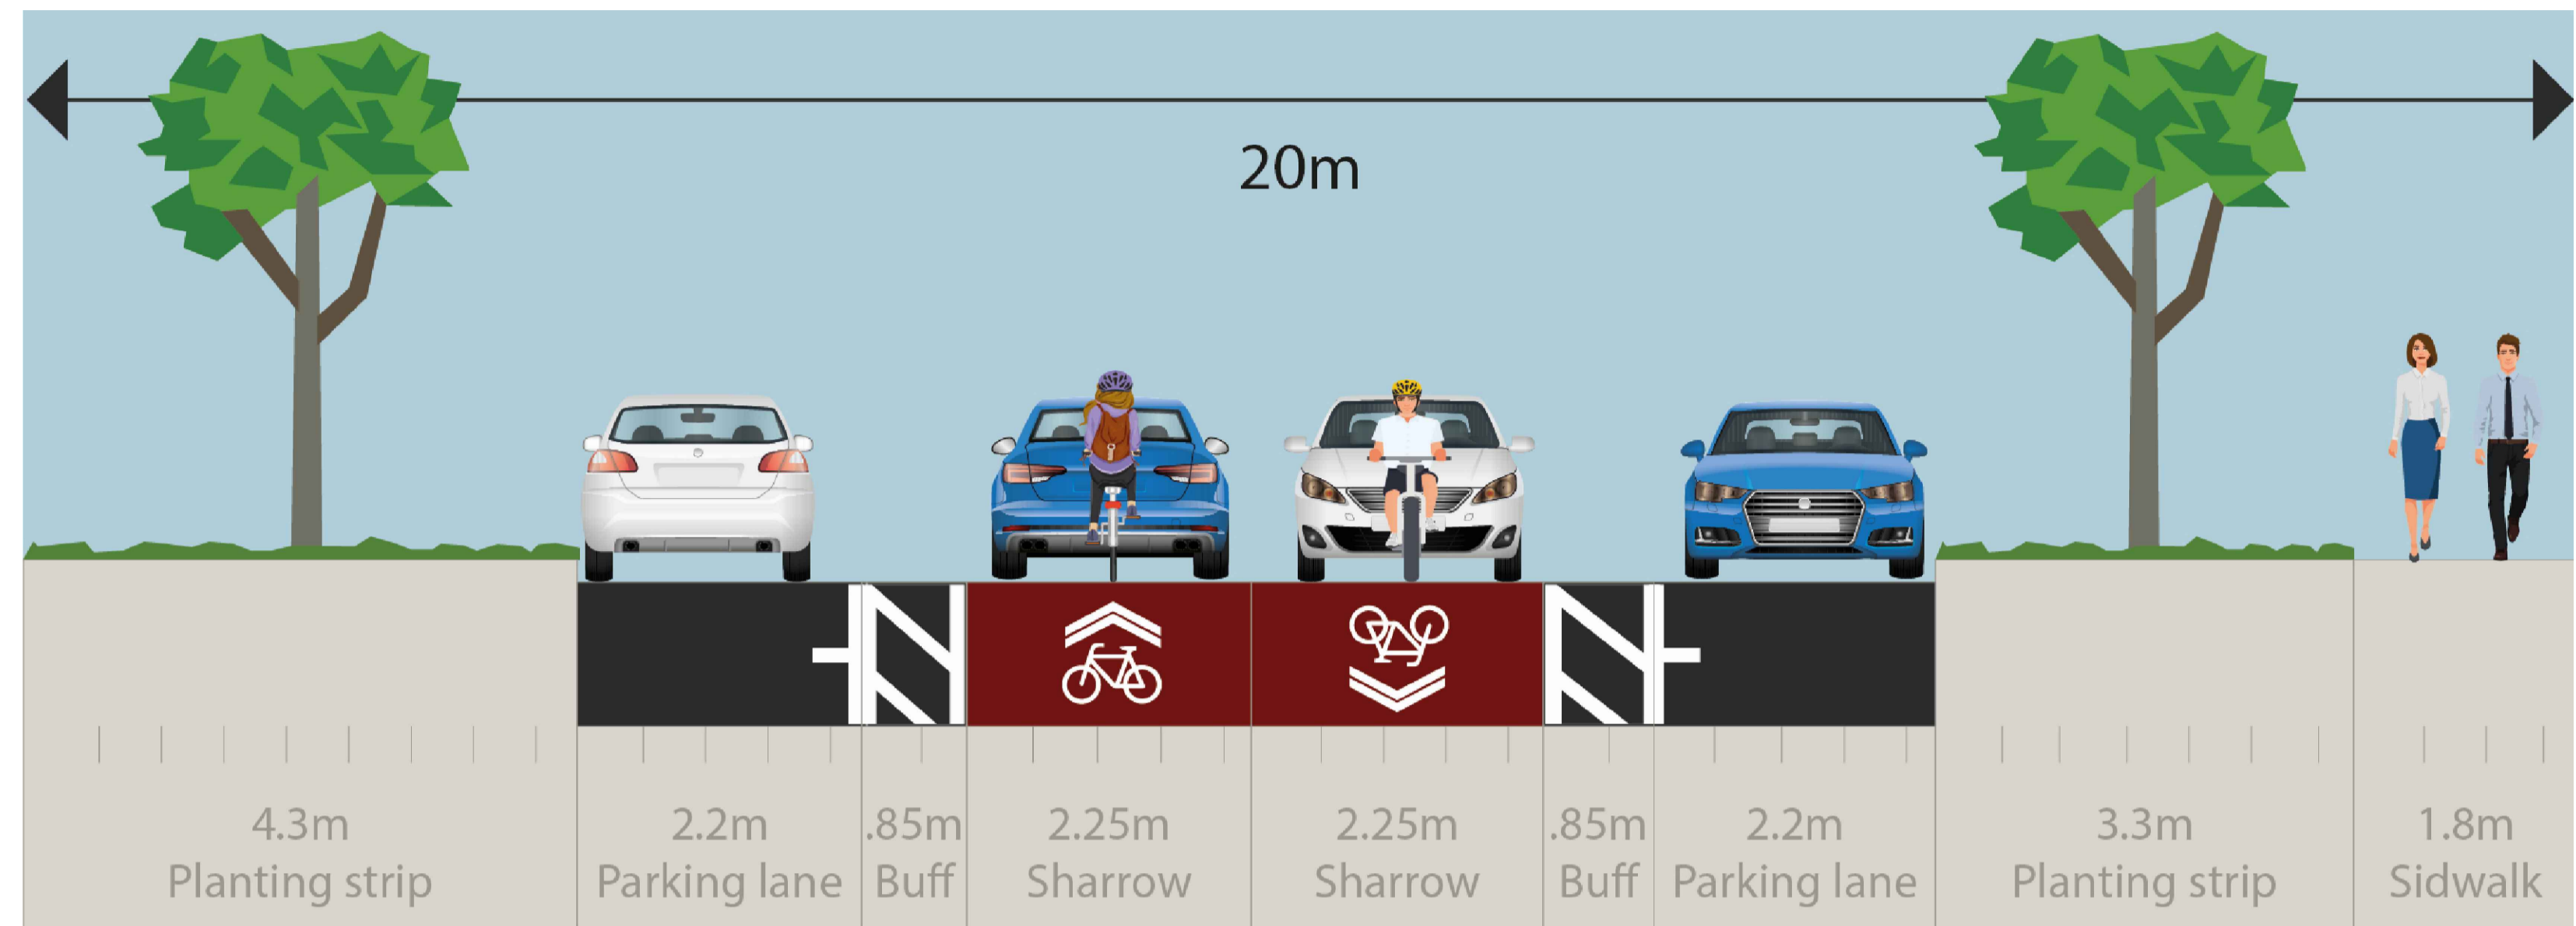 20m
4.3m
Planting strip
2.2m
Parking lane
.85m
Buff
2.25m
Sharrow
2.25m
Sharrow
.85m
Buff
2.2m
Parking lane
3.3m
Planting strip
1.8m
Sidwalk